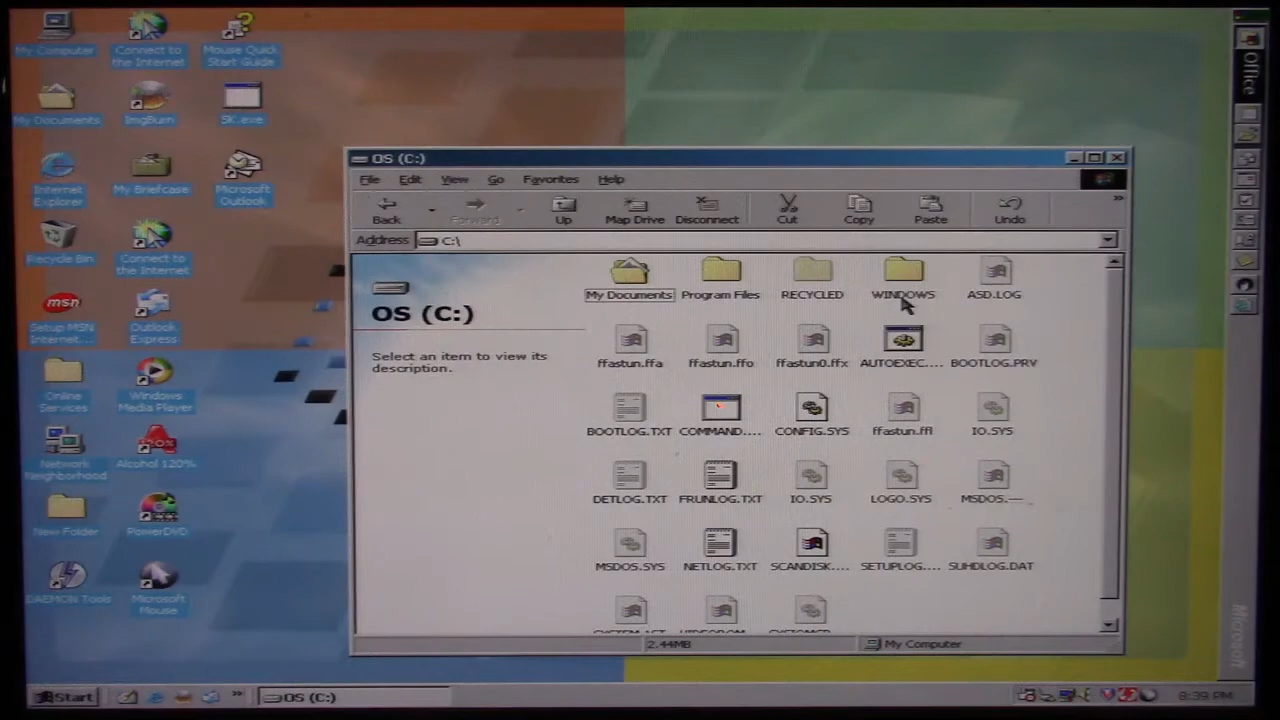 My Computer
Connect to
the Internet
Mouse Quick
Start Guide
My Documents
ImgBurn
Internet
Explorer
My Briefcase
Microsoft
Outlook
Recycle Bin
Connect to
the Internet
msn
Setup MSN
Internet...
Outlook
Express
Online
Services
Windows
Media Player
Network
Neighborhood
120%
Alcohol 120%
New Folder
PowerDVD
DAEMON Tools
Microsoft
Mouse
Office
Microsoft
OS (C:)
File Edit View Go Favorites Help
Back Forward Up Map Drive Disconnect Cut Copy Paste Undo »
Address C:\
OS (C:)
Select an item to view its
description.
My Documents Program Files RECYCLED WINDOWS ASD.LOG
ffastun.ffa ffastun.ffo ffastun0.ffx AUTOEXEC.... BOOTLOG.PRV
BOOTLOG.TXT COMMAND.... CONFIG.SYS ffastun.ffl IO.SYS
DETLOG.TXT FRUNLOG.TXT IO.SYS LOGO.SYS MSDOS.---
MSDOS.SYS NETLOG.TXT SCANDISK.... SETUPLOG.... SUHDLOG.DAT
2.44MB My Computer
Start » OS (C:) 8:39 PM